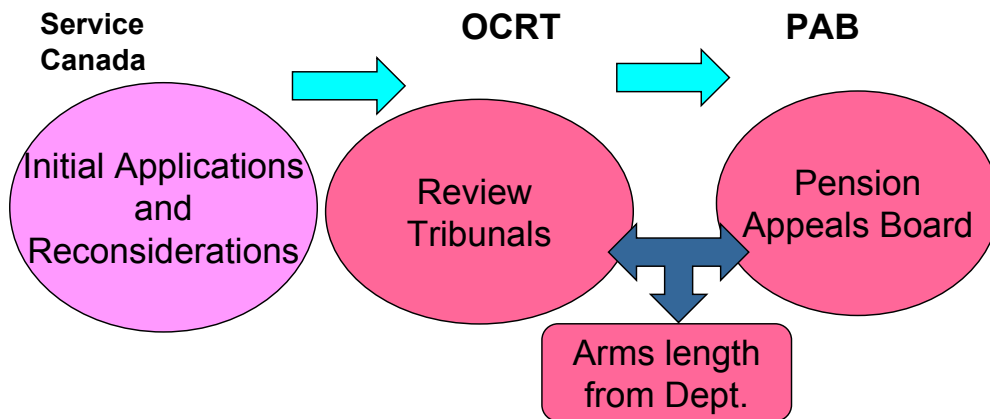 Service
Canada
OCRT
PAB
Initial Applications
and
Reconsiderations
Review
Tribunals
Pension
Appeals Board
Arms length
from Dept.